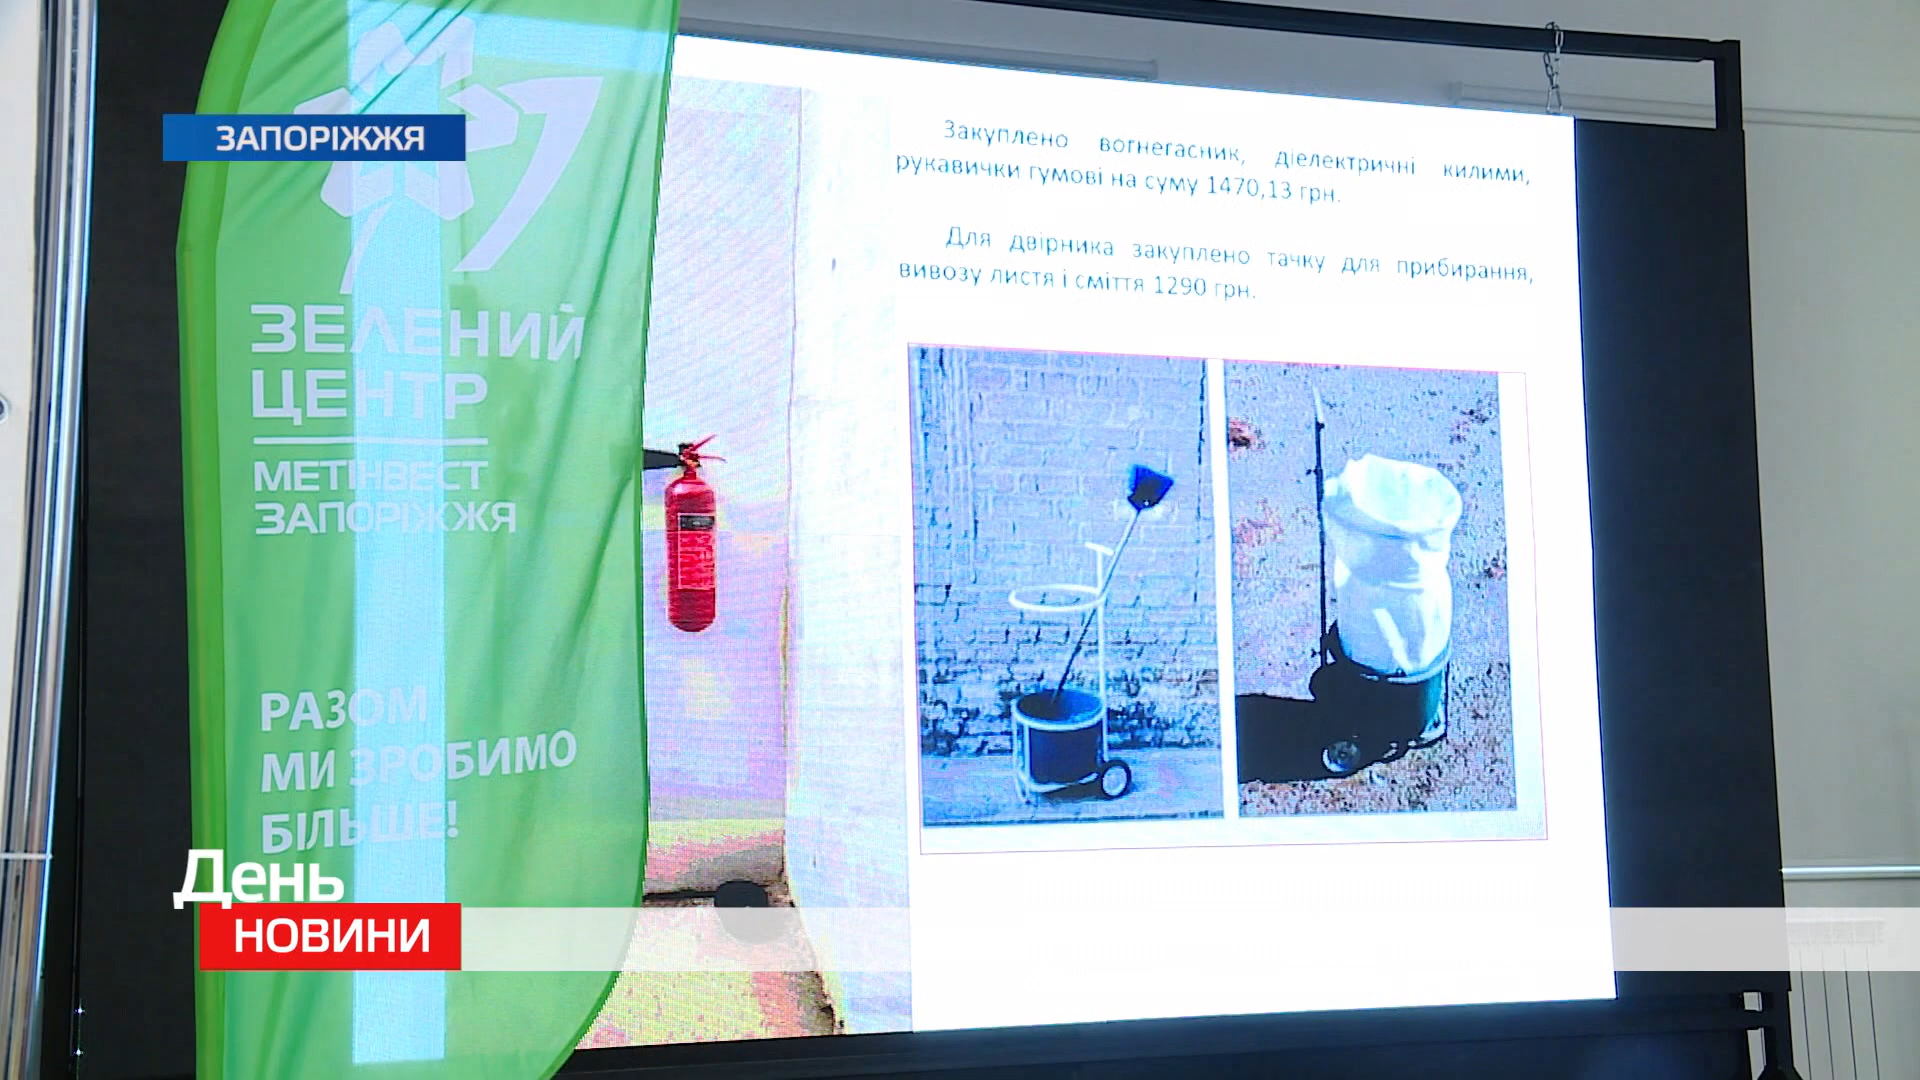 ЗАПОРІЖЖЯ
ЗЕЛЕНИЙ
ЦЕНТР
МЕТІНВЕСТ
ЗАПОРІЖЖЯ
РАЗОМ
МИ ЗРОБИМО
БІЛЬШЕ!
Закуплено вогнегасник, діелектричні килими,
рукавички гумові на суму 1470,13 грн.
Для двірника закуплено тачку для прибирання,
вивозу листя і сміття 1290 грн.
День
НОВИНИ